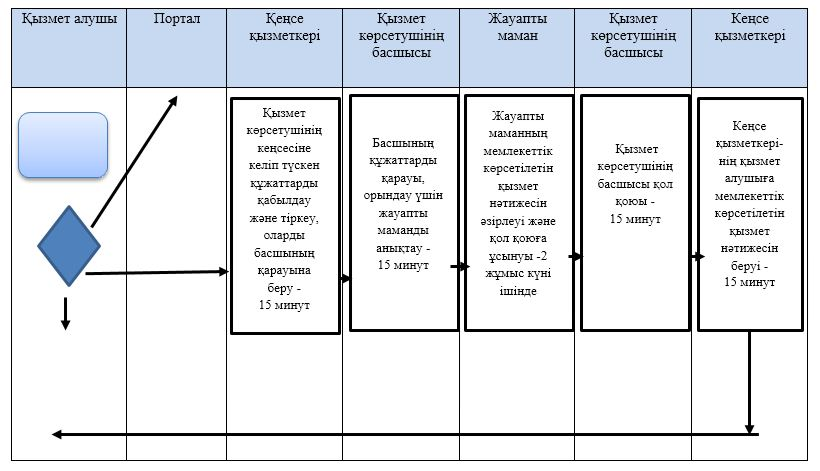 Қызмет алушы
Портал
Кеңсе
қызметкері
Қызмет
көрсетушінің
басшысы
Жауапты
маман
Қызмет
көрсетушінің
басшысы
Кеңсе
қызметкері
Қызмет
көрсетушінің
кеңсесіне
келіп түскен
құжаттарды
қабылдау
және тіркеу,
оларды
басшының
қарауына
беру -
15 минут
Басшының
құжаттарды
қарауы,
орындау үшін
жауапты
маманды
анықтау -
15 минут
Жауапты
маманның
мемлекеттік
көрсетілетін
қызмет
нәтижесін
әзірлеуі және
қол қоюға
ұсынуы -2
жұмыс күні
ішінде
Қызмет
көрсетушінің
басшысы қол
қоюы -
15 минут
Кеңсе
қызметкері-
нің қызмет
алушыға
мемлекеттік
көрсетілетін
қызмет
нәтижесін
беруі -
15 минут